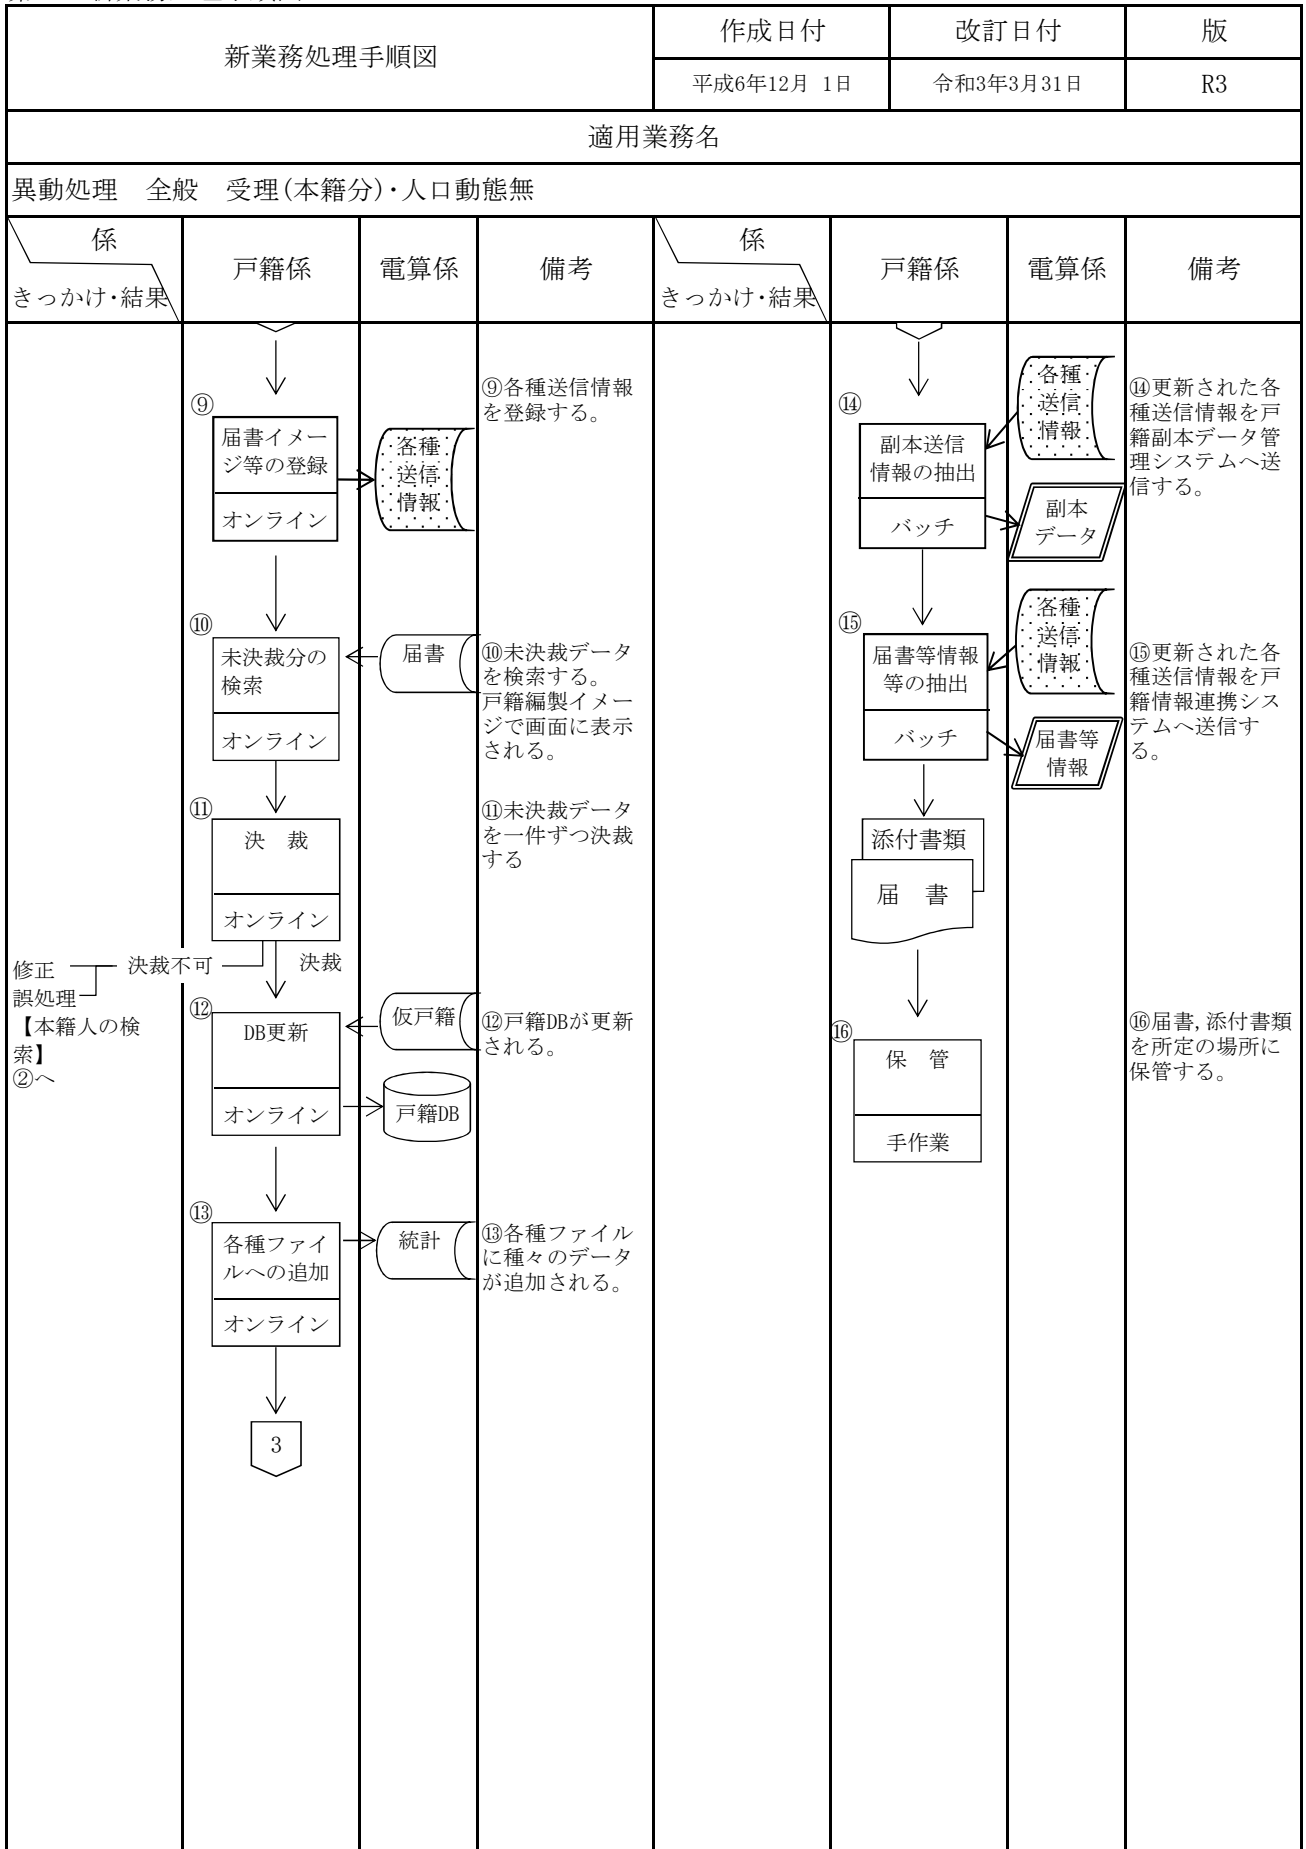 新業務処理手順図
作成日付
改訂日付
版
平成6年12月 1日
令和3年3月31日
R3
適用業務名
異動処理　全般　受理(本籍分)・人口動態無
係
きっかけ・結果
戸籍係
電算係
備考
係
きっかけ・結果
戸籍係
電算係
備考
⑨
届書イメー
ジ等の登録
オンライン
各種
送信
情報
⑨各種送信情報
を登録する。
⑩
未決裁分の
検索
オンライン
届書
⑩未決裁データ
を検索する。
戸籍編製イメー
ジで画面に表示
される。
⑪
決　裁
オンライン
⑪未決裁データ
を一件ずつ決裁
する
修正
誤処理
決裁不可
決裁
【本籍人の検
索】
②へ
⑫
DB更新
オンライン
仮戸籍
戸籍DB
⑫戸籍DBが更新
される。
⑬
各種ファイ
ルへの追加
オンライン
統計
⑬各種ファイル
に種々のデータ
が追加される。
3
⑭
副本送信
情報の抽出
バッチ
各種
送信
情報
副本
データ
⑭更新された各
種送信情報を戸
籍副本データ管
理システムへ送
信する。
⑮
届書等情報
等の抽出
バッチ
各種
送信
情報
届書等
情報
⑮更新された各
種送信情報を戸
籍情報連携シス
テムへ送信す
る。
添付書類
届　書
⑯
保　管
手作業
⑯届書,添付書類
を所定の場所に
保管する。